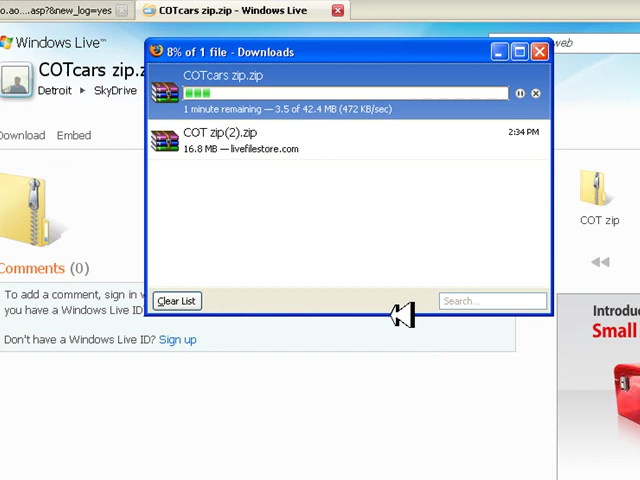 o.ao....asp?&new_log=yes
COTcars zip.zip - Windows Live
Windows Live™
web
COTcars zip.z
Detroit ▸ SkyDrive
Download Embed
8% of 1 file - Downloads
COTcars zip.zip
1 minute remaining — 3.5 of 42.4 MB (472 KB/sec)
COT zip(2).zip 2:34 PM
16.8 MB — livefilestore.com
Clear List
Search...
COT zip
Comments (0)
To add a comment, sign in w
you have a Windows Live ID
Don't have a Windows Live ID? Sign up
Introduc
Small